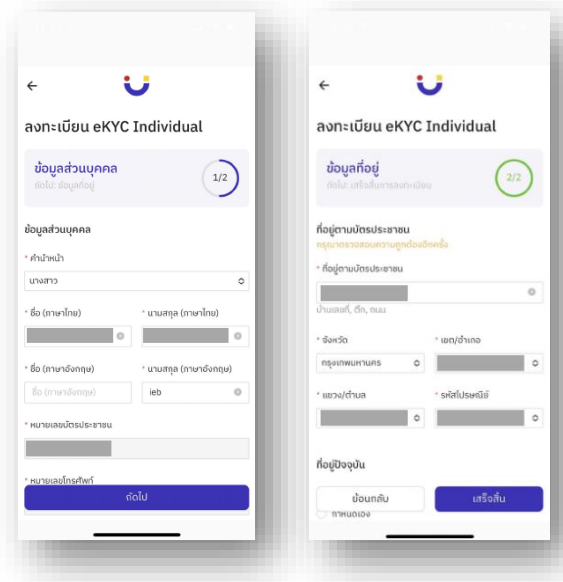 ลงทะเบียน eKYC Individual
ข้อมูลส่วนบุคคล
ถัดไป: ข้อมูลที่อยู่
1/2
ข้อมูลส่วนบุคคล
* คำนำหน้า
นางสาว
* ชื่อ (ภาษาไทย)
* นามสกุล (ภาษาไทย)
* ชื่อ (ภาษาอังกฤษ)
* นามสกุล (ภาษาอังกฤษ)
ชื่อ (ภาษาอังกฤษ)
ieb
* หมายเลขบัตรประชาชน
* หมายเลขโทรศัพท์
ถัดไป
ลงทะเบียน eKYC Individual
ข้อมูลที่อยู่
ถัดไป: เสร็จสิ้นการลงทะเบียน
2/2
ที่อยู่ตามบัตรประชาชน
กรุณาตรวจสอบความถูกต้องอีกครั้ง
* ที่อยู่ตามบัตรประชาชน
บ้านเลขที่, ตึก, ถนน
* จังหวัด
* เขต/อำเภอ
กรุงเทพมหานคร
* แขวง/ตำบล
* รหัสไปรษณีย์
ที่อยู่ปัจจุบัน
ย้อนกลับ
เสร็จสิ้น
กำหนดเอง